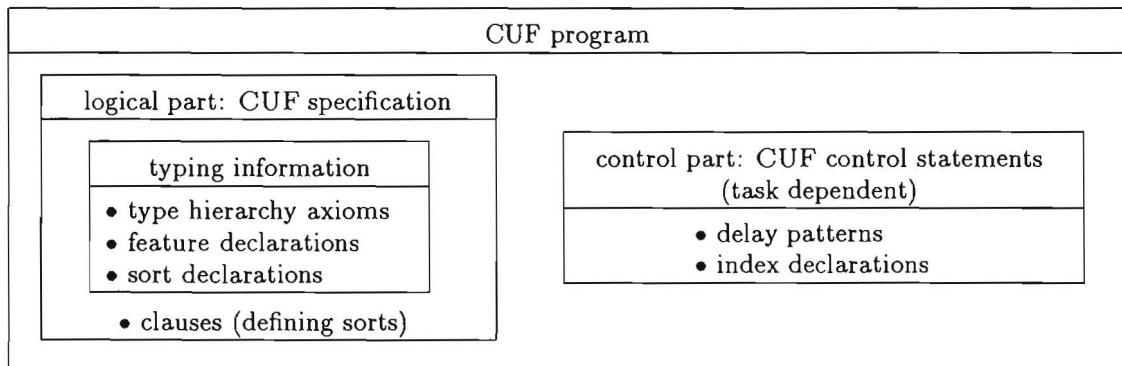 CUF program
logical part: CUF specification
typing information
• type hierarchy axioms
• feature declarations
• sort declarations
• clauses (defining sorts)
control part: CUF control statements
(task dependent)
• delay patterns
• index declarations